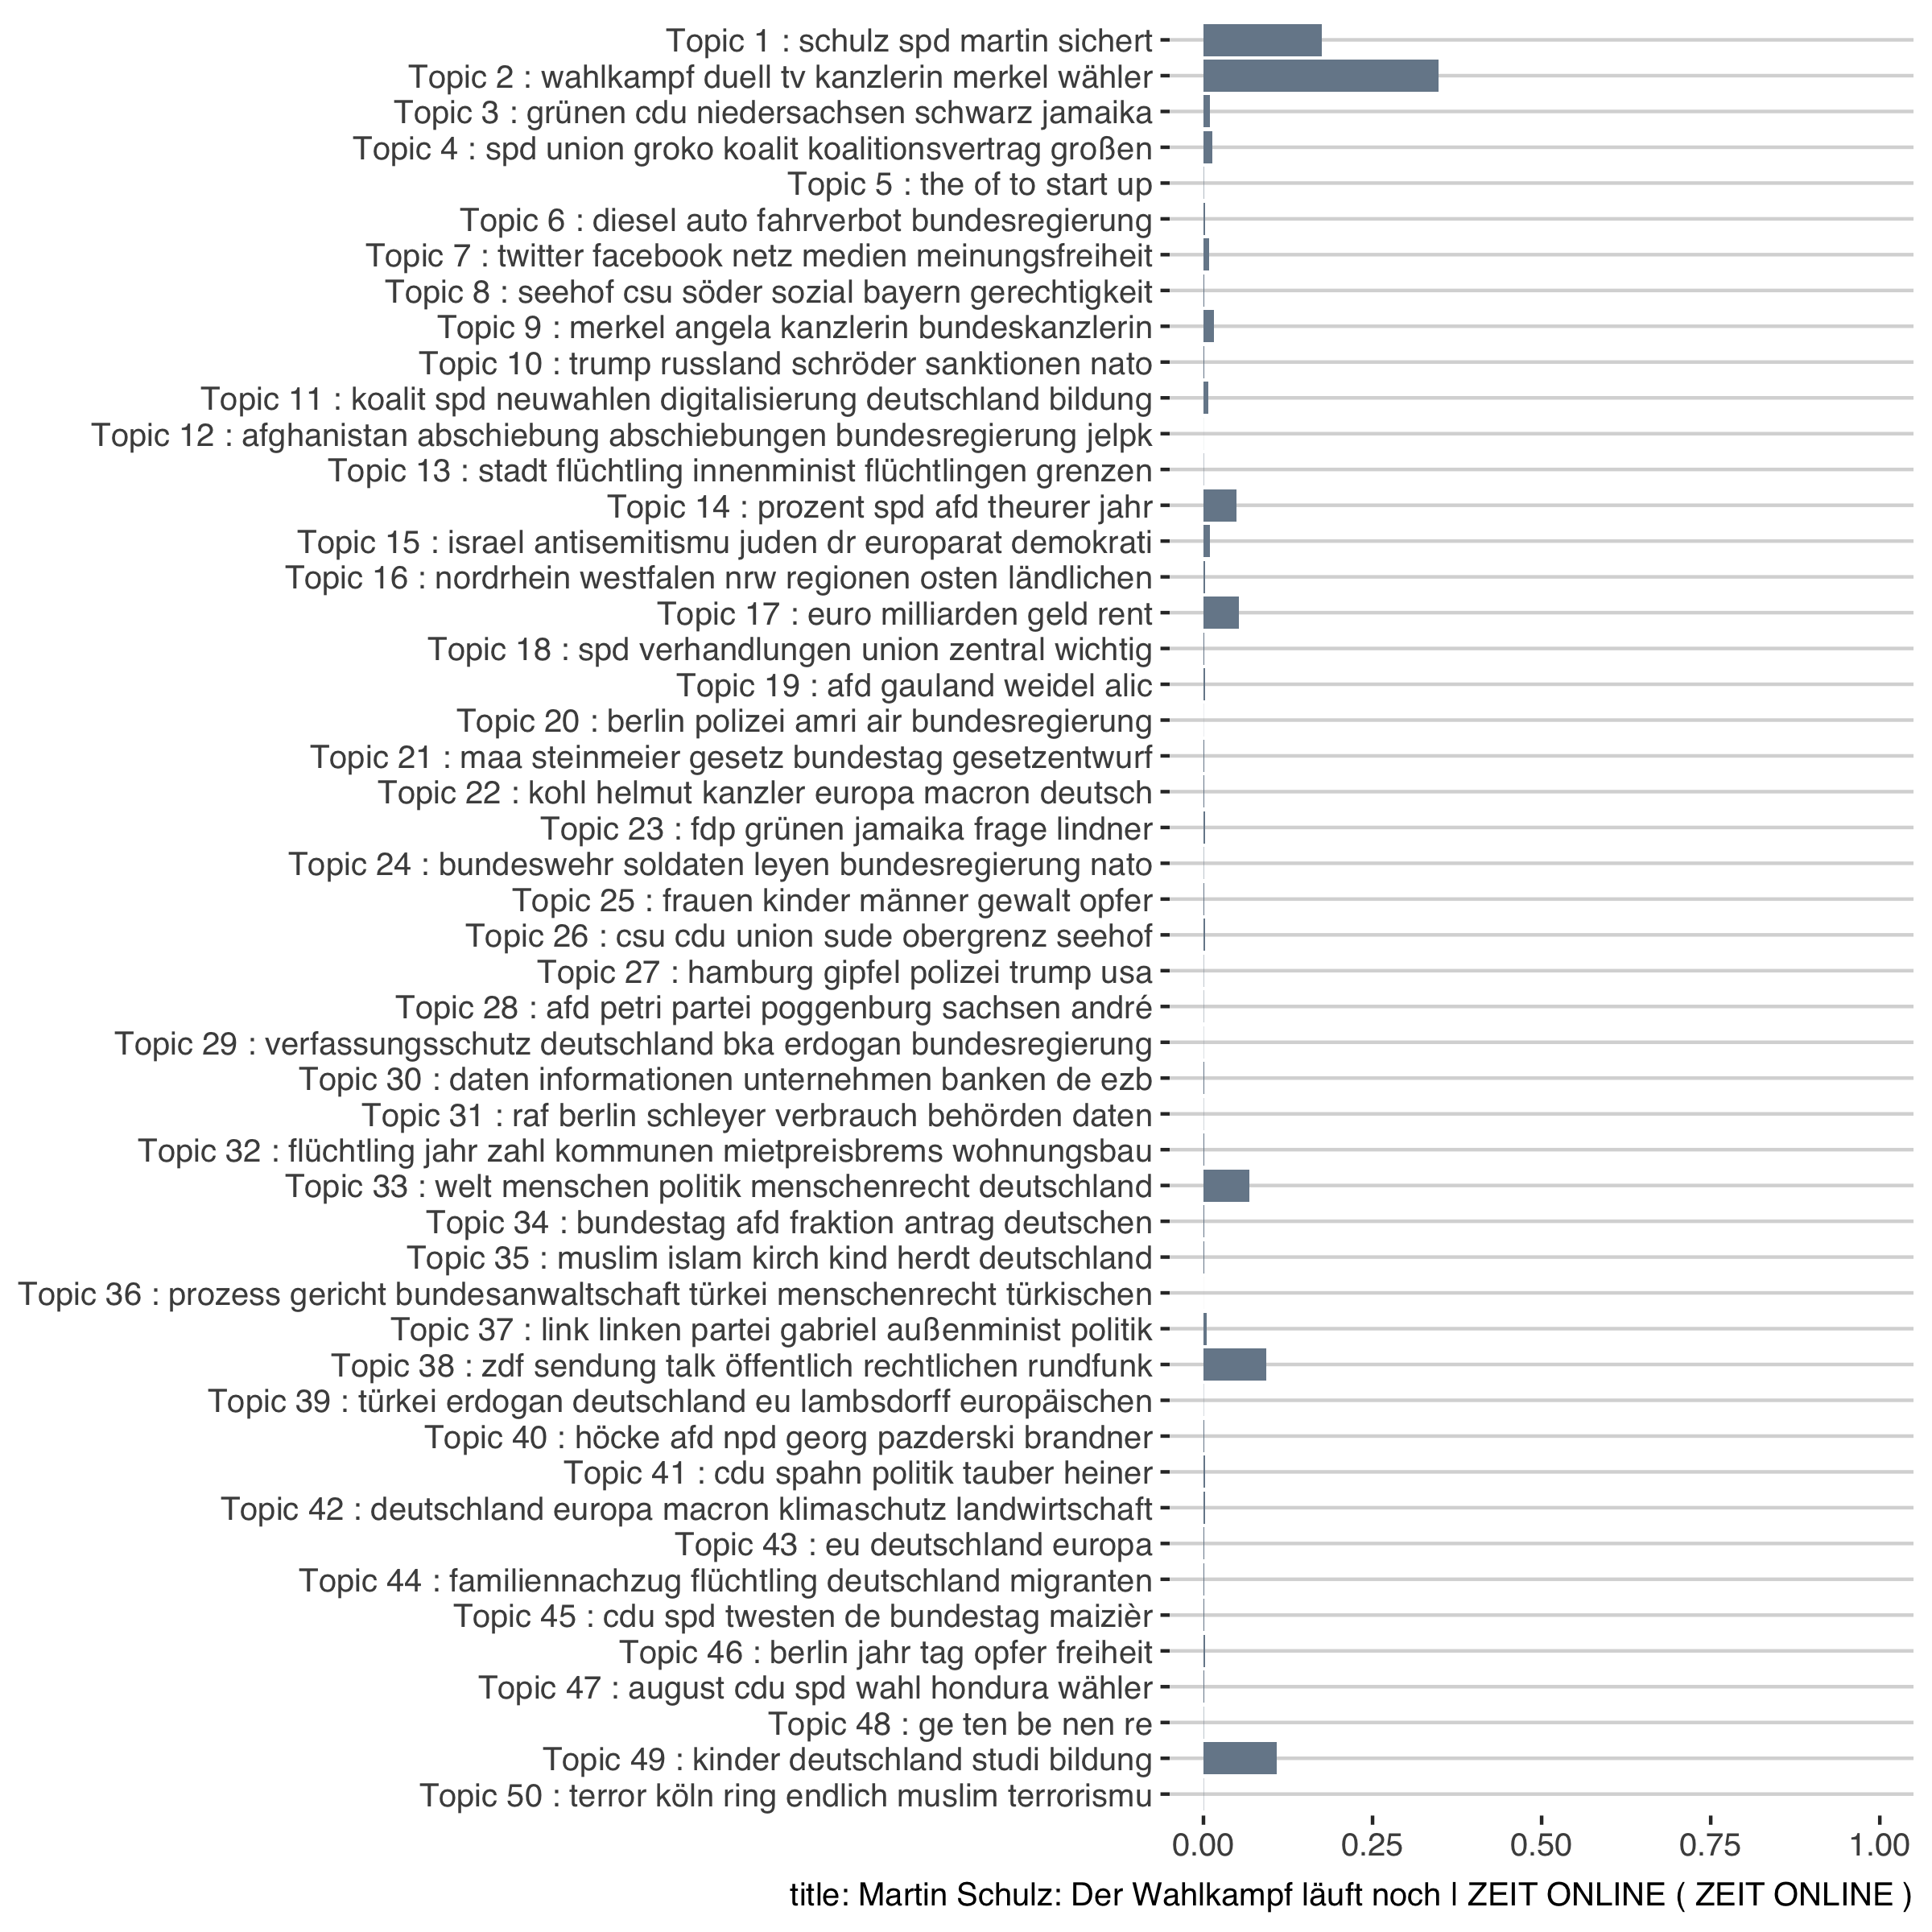 Topic 1 : schulz spd martin sichert
Topic 2 : wahlkampf duell tv kanzlerin merkel wähler
Topic 3 : grünen cdu niedersachsen schwarz jamaika
Topic 4 : spd union groko koalit koalitionsvertrag großen
Topic 5 : the of to start up
Topic 6 : diesel auto fahrverbot bundesregierung
Topic 7 : twitter facebook netz medien meinungsfreiheit
Topic 8 : seehof csu söder sozial bayern gerechtigkeit
Topic 9 : merkel angela kanzlerin bundeskanzlerin
Topic 10 : trump russland schröder sanktionen nato
Topic 11 : koalit spd neuwahlen digitalisierung deutschland bildung
Topic 12 : afghanistan abschiebung abschiebungen bundesregierung jelpk
Topic 13 : stadt flüchtling innenminist flüchtlingen grenzen
Topic 14 : prozent spd afd theurer jahr
Topic 15 : israel antisemitismu juden dr europarat demokrati
Topic 16 : nordrhein westfalen nrw regionen osten ländlichen
Topic 17 : euro milliarden geld rent
Topic 18 : spd verhandlungen union zentral wichtig
Topic 19 : afd gauland weidel alic
Topic 20 : berlin polizei amri air bundesregierung
Topic 21 : maa steinmeier gesetz bundestag gesetzentwurf
Topic 22 : kohl helmut kanzler europa macron deutsch
Topic 23 : fdp grünen jamaika frage lindner
Topic 24 : bundeswehr soldaten leyen bundesregierung nato
Topic 25 : frauen kinder männer gewalt opfer
Topic 26 : csu cdu union sude obergrenz seehof
Topic 27 : hamburg gipfel polizei trump usa
Topic 28 : afd petri partei poggenburg sachsen andré
Topic 29 : verfassungsschutz deutschland bka erdogan bundesregierung
Topic 30 : daten informationen unternehmen banken de ezb
Topic 31 : raf berlin schleyer verbrauch behörden daten
Topic 32 : flüchtling jahr zahl kommunen mietpreisbrems wohnungsbau
Topic 33 : welt menschen politik menschenrecht deutschland
Topic 34 : bundestag afd fraktion antrag deutschen
Topic 35 : muslim islam kirch kind herdt deutschland
Topic 36 : prozess gericht bundesanwaltschaft türkei menschenrecht türkischen
Topic 37 : link linken partei gabriel außenminist politik
Topic 38 : zdf sendung talk öffentlich rechtlichen rundfunk
Topic 39 : türkei erdogan deutschland eu lambsdorff europäischen
Topic 40 : höcke afd npd georg pazderski brandner
Topic 41 : cdu spahn politik tauber heiner
Topic 42 : deutschland europa macron klimaschutz landwirtschaft
Topic 43 : eu deutschland europa
Topic 44 : familiennachzug flüchtling deutschland migranten
Topic 45 : cdu spd twesten de bundestag maizièr
Topic 46 : berlin jahr tag opfer freiheit
Topic 47 : august cdu spd wahl hondura wähler
Topic 48 : ge ten be nen re
Topic 49 : kinder deutschland studi bildung
Topic 50 : terror köln ring endlich muslim terrorismu
0.00 0.25 0.50 0.75 1.00
title: Martin Schulz: Der Wahlkampf läuft noch | ZEIT ONLINE ( ZEIT ONLINE )